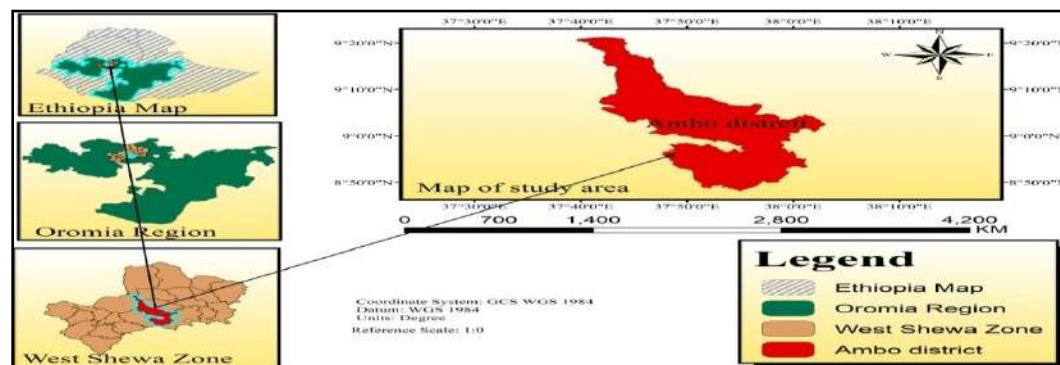 Ethiopia Map
Oromia Region
West Shewa Zone
37°30'0"E 37°40'0"E 37°50'0"E 38°0'0"E 38°10'0"E
9°20'0"N 9°20'0"N
9°10'0"N 9°10'0"N
9°0'0"N 9°0'0"N
8°50'0"N 8°50'0"N
N
W E
Ambo district
Map of study area
37°30'0"E 37°40'0"E 37°50'0"E 38°0'0"E 38°10'0"E
0 700 1,400 2,800 4,200
KM
Coordinate System: GCS WGS 1984
Datum: WGS 1984
Units: Degree
Reference Scale: 1:0
Legend
Ethiopia Map
Oromia Region
West Shewa Zone
Ambo district